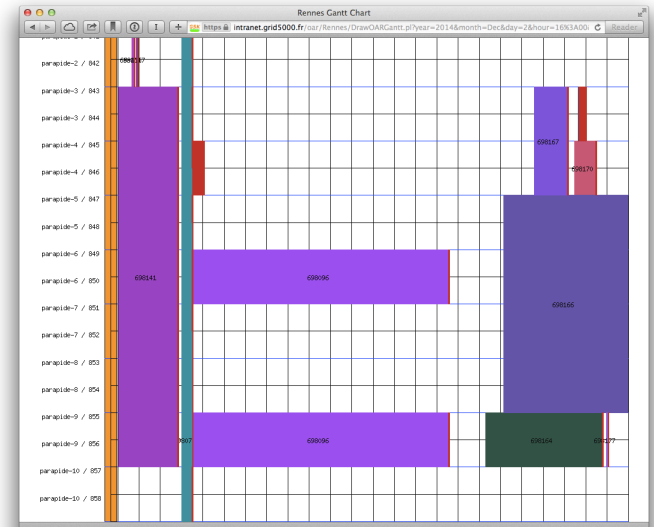 Rennes Gantt Chart
https intranet.grid5000.fr/oar/Rennes/DrawOARGantt.pl?year=2014&month=Dec&day=2&hour=16%3A00& Reader
parapide-2 / 842
parapide-3 / 843
parapide-3 / 844
parapide-4 / 845
698167
parapide-4 / 846
698170
parapide-5 / 847
parapide-5 / 848
parapide-6 / 849
parapide-6 / 850
698141
698096
parapide-7 / 851
698166
parapide-7 / 852
parapide-8 / 853
parapide-8 / 854
parapide-9 / 855
parapide-9 / 856
698096
698164
698177
parapide-10 / 857
parapide-10 / 858